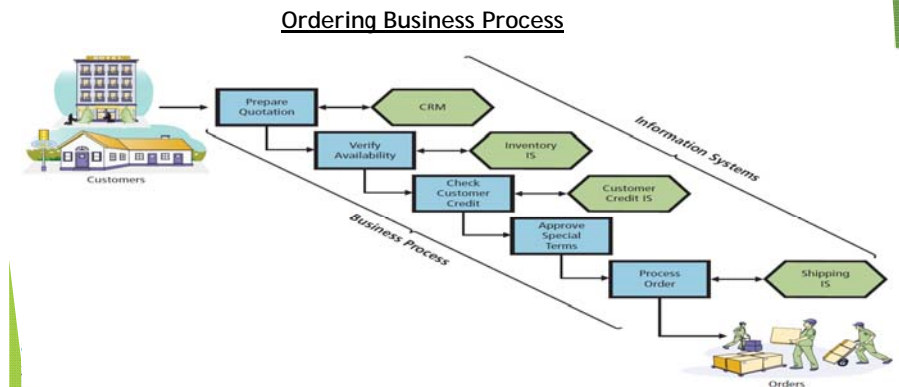 Ordering Business Process
Prepare
Quotation
CRM
Verify
Availability
Inventory
IS
Customers
Check
Customer
Credit
Customer
Credit IS
Information Systems
Approve
Special
Terms
Business Process
Process
Order
Shipping
IS
Orders